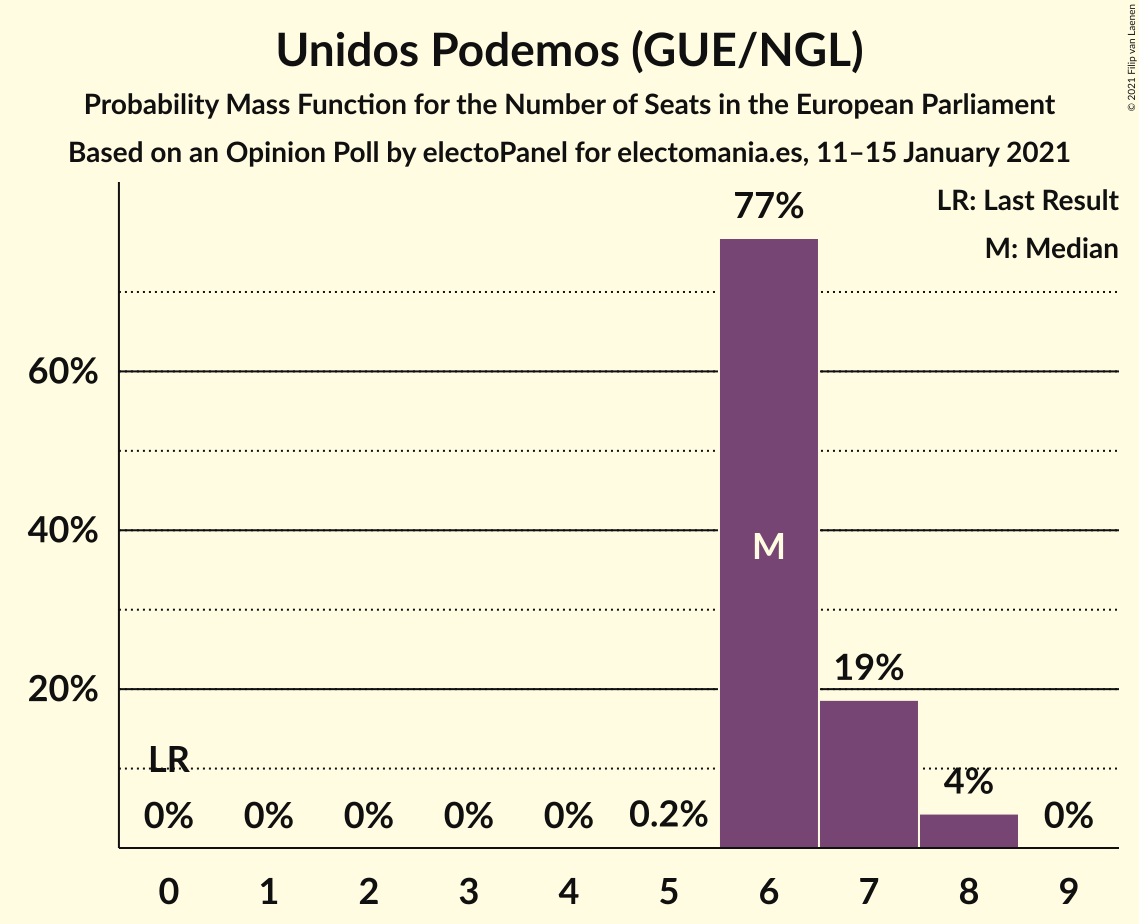 © 2021 Filip van Laenen
Unidos Podemos (GUE/NGL)
Probability Mass Function for the Number of Seats in the European Parliament
Based on an Opinion Poll by electoPanel for electomania.es, 11–15 January 2021
LR: Last Result
M: Median
77%
60%
40%
M
20%
19%
LR
4%
0% 0% 0% 0% 0% 0.2% 0%
0 1 2 3 4 5 6 7 8 9